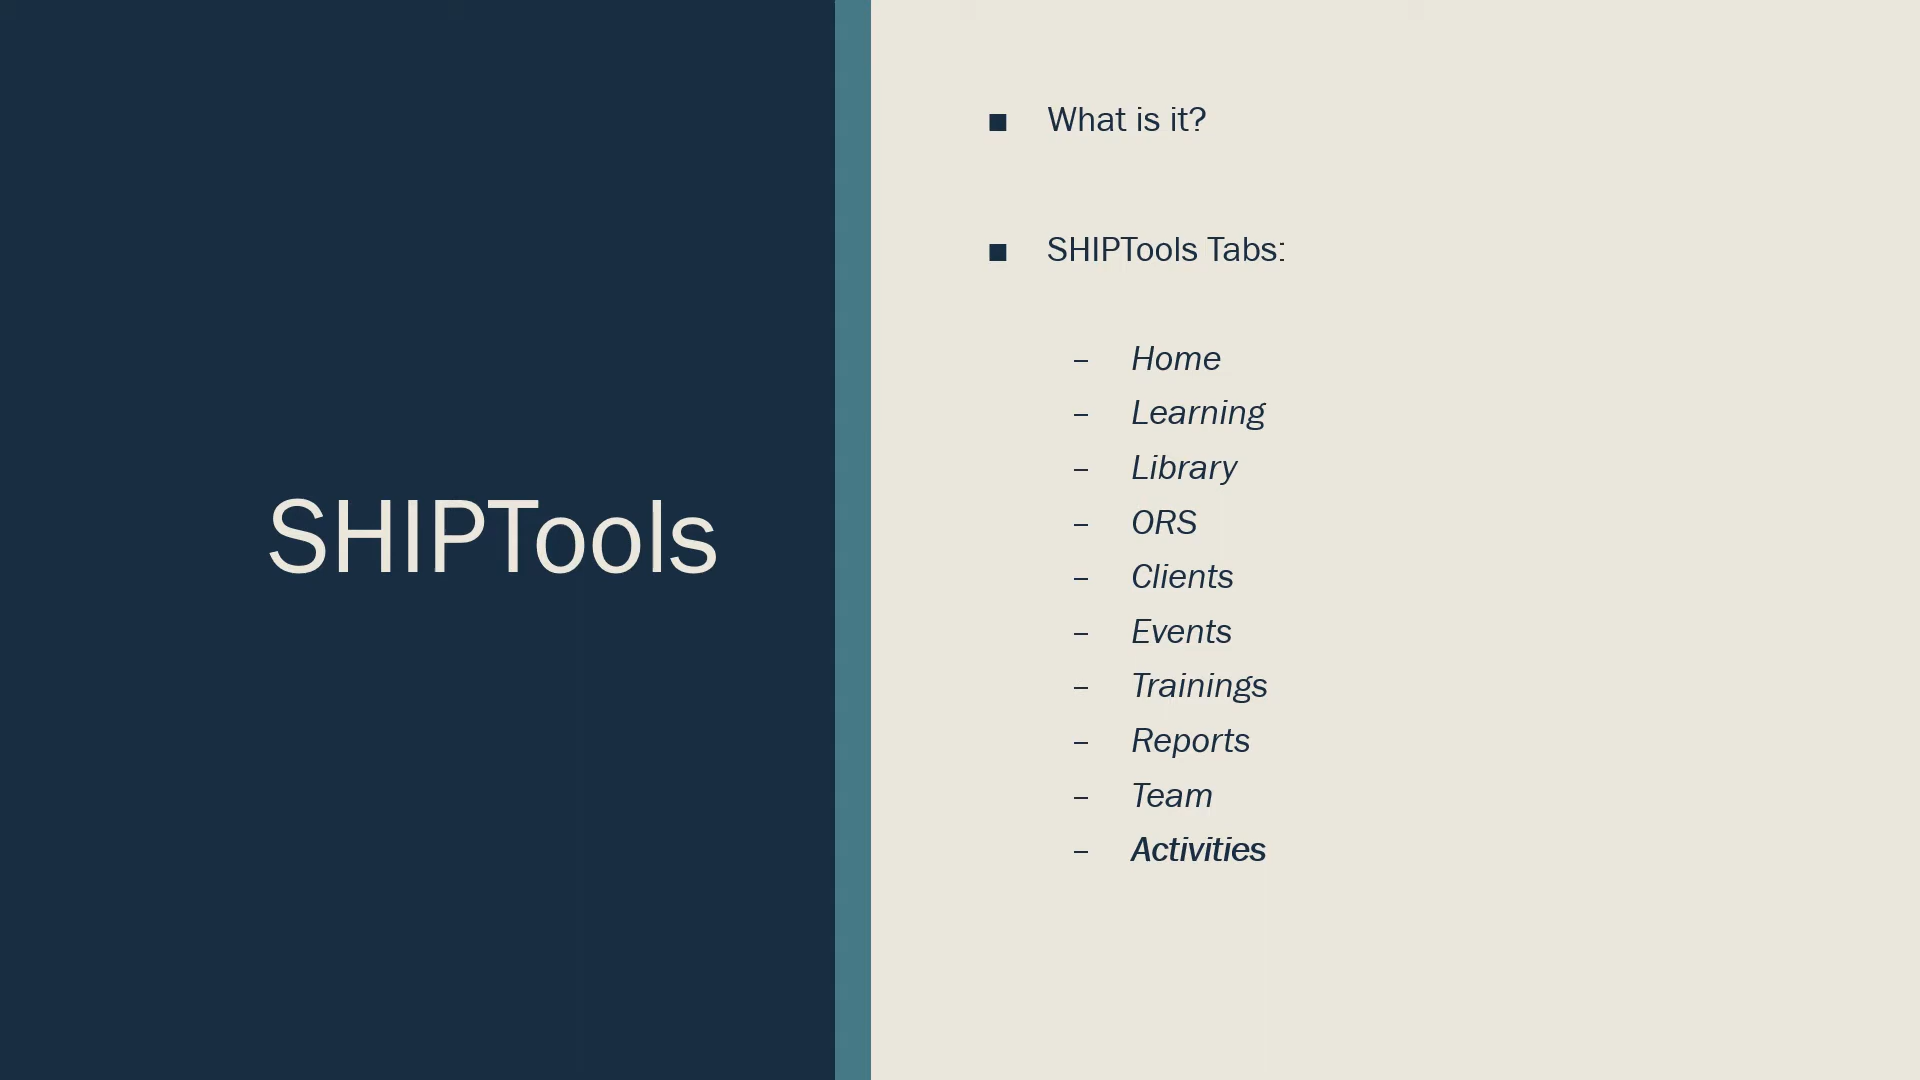 SHIPTools
■ What is it?
■ SHIPTools Tabs:
– Home
– Learning
– Library
– ORS
– Clients
– Events
– Trainings
– Reports
– Team
– Activities